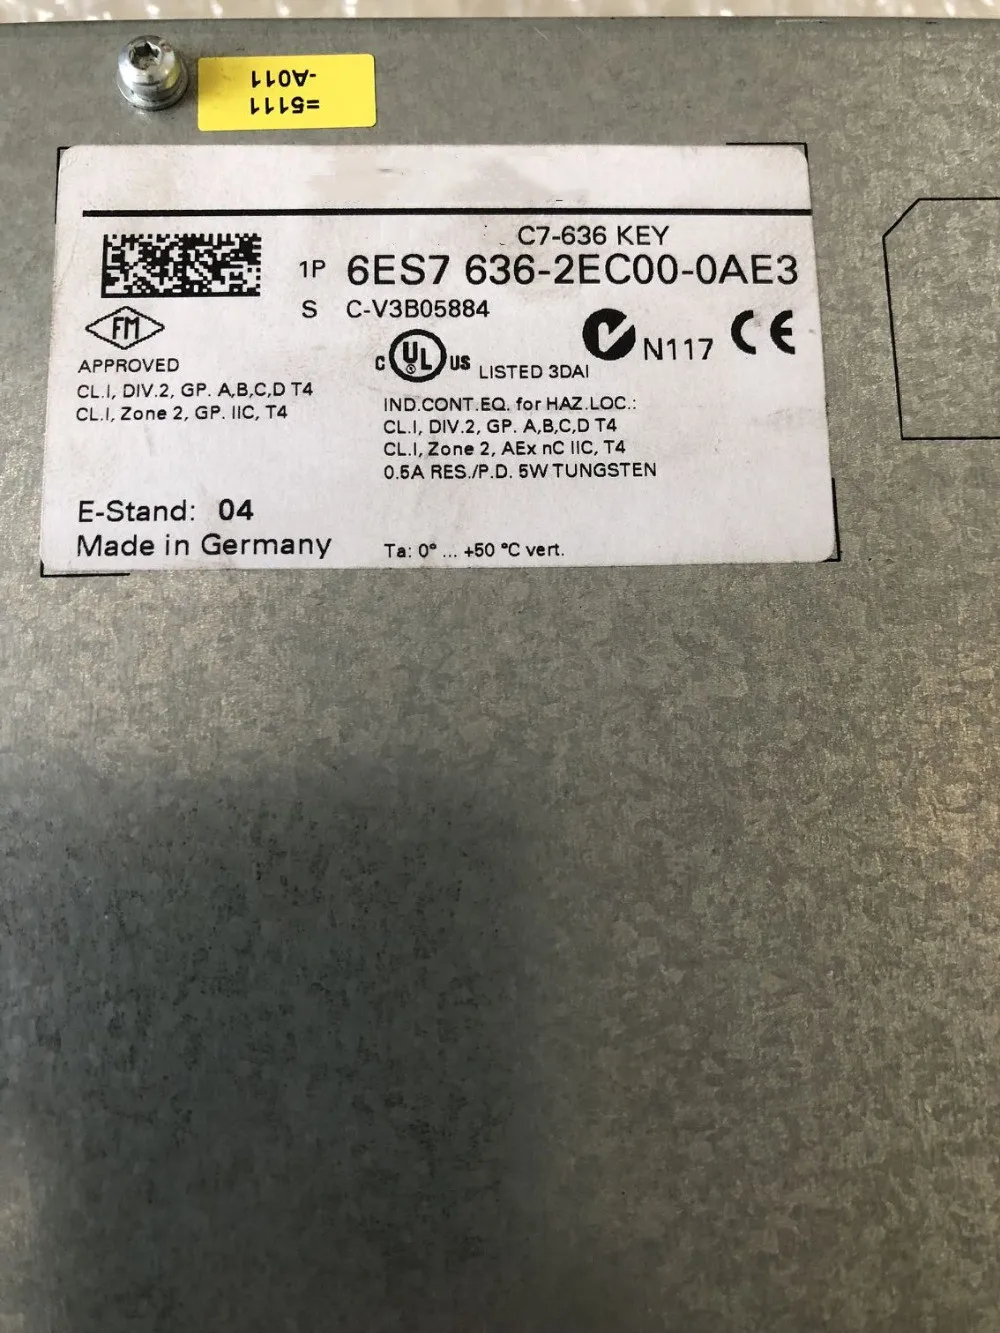 =5111
-A011
C7-636 KEY
1P 6ES7 636-2EC00-0AE3
S C-V3B05884
FM
APPROVED
CL.I, DIV.2, GP. A,B,C,D T4
CL.I, Zone 2, GP. IIC, T4
C UL US LISTED 3DAI
N117 CE
IND.CONT.EQ. for HAZ.LOC.:
CL.I, DIV.2, GP. A,B,C,D T4
CL.I, Zone 2, AEx nC IIC, T4
0.5A RES./P.D. 5W TUNGSTEN
E-Stand: 04
Made in Germany
Ta: 0° ... +50 °C vert.